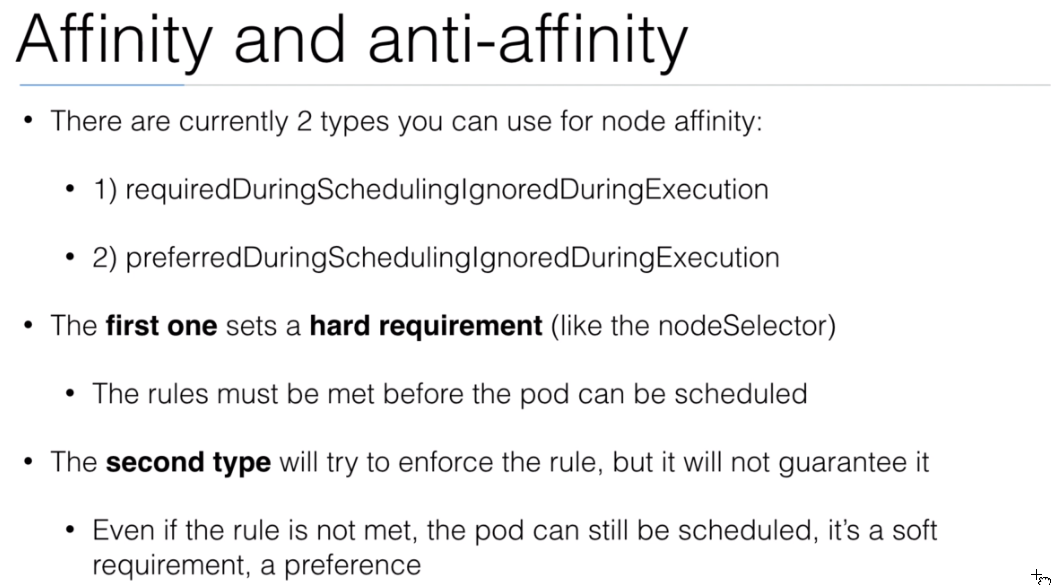 Affinity and anti-affinity
• There are currently 2 types you can use for node affinity:
• 1) requiredDuringSchedulingIgnoredDuringExecution
• 2) preferredDuringSchedulingIgnoredDuringExecution
• The first one sets a hard requirement (like the nodeSelector)
• The rules must be met before the pod can be scheduled
• The second type will try to enforce the rule, but it will not guarantee it
• Even if the rule is not met, the pod can still be scheduled, it's a soft
requirement, a preference